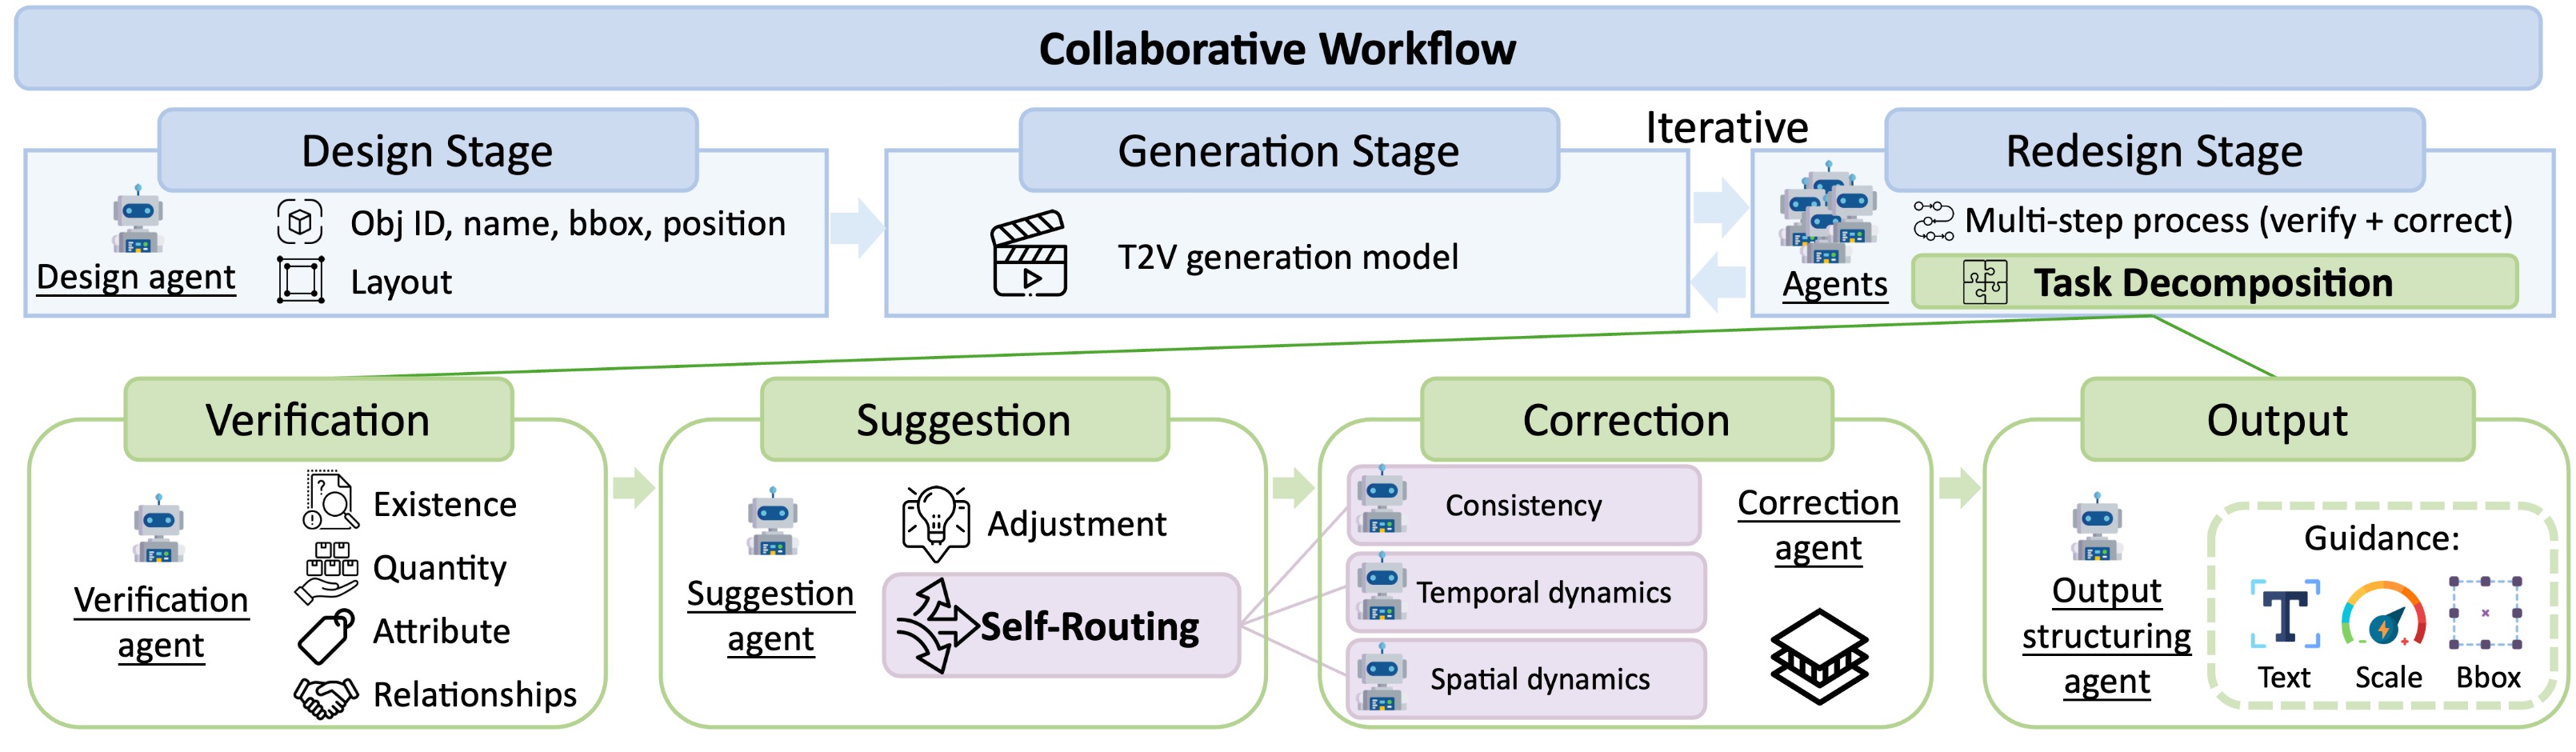 Collaborative Workflow
Design Stage
Design agent
Obj ID, name, bbox, position
Layout
Generation Stage
T2V generation model
Iterative
Redesign Stage
Agents
Multi-step process (verify + correct)
Task Decomposition
Verification
Verification
agent
Existence
Quantity
Attribute
Relationships
Suggestion
Suggestion
agent
Adjustment
Self-Routing
Correction
Consistency
Temporal dynamics
Spatial dynamics
Correction
agent
Output
Output
structuring
agent
Guidance:
Text
Scale
Bbox